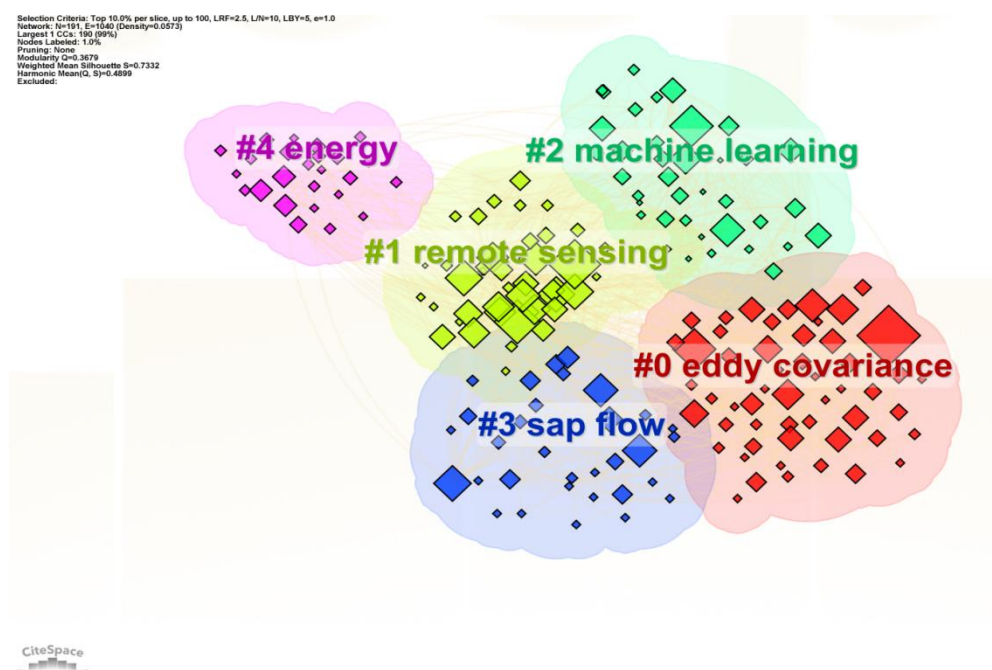 Selection Criteria: Top 10.0% per slice, up to 100, LRF=2.5, L/N=10, LBY=5, e=1.0
Network: N=191, E=1040 (Density=0.0573)
Largest 1 CCs: 190 (99%)
Nodes Labeled: 1.0%
Pruning: None
Modularity Q=0.3679
Weighted Mean Silhouette S=0.7332
Harmonic Mean(Q, S)=0.4899
Excluded:
#4 energy
#2 machine learning
#1 remote sensing
#0 eddy covariance
#3 sap flow
CiteSpace